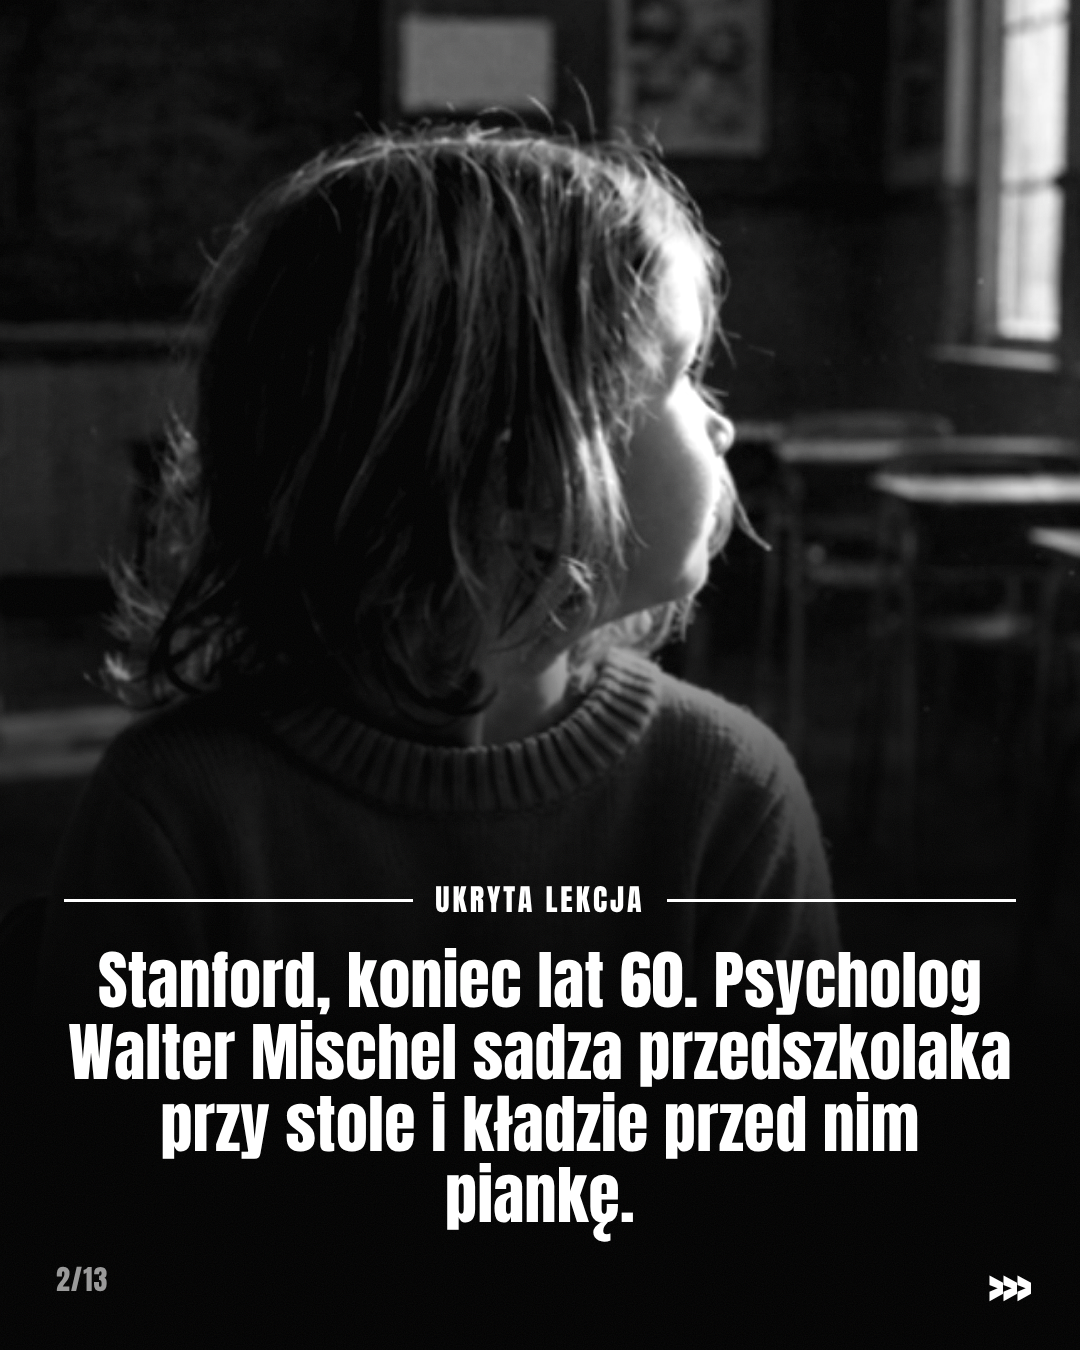 UKRYTA LEKCJA
Stanford, koniec lat 60. Psycholog
Walter Mischel sadza przedszkolaka
przy stole i kładzie przed nim
piankę.
2/13
>>>